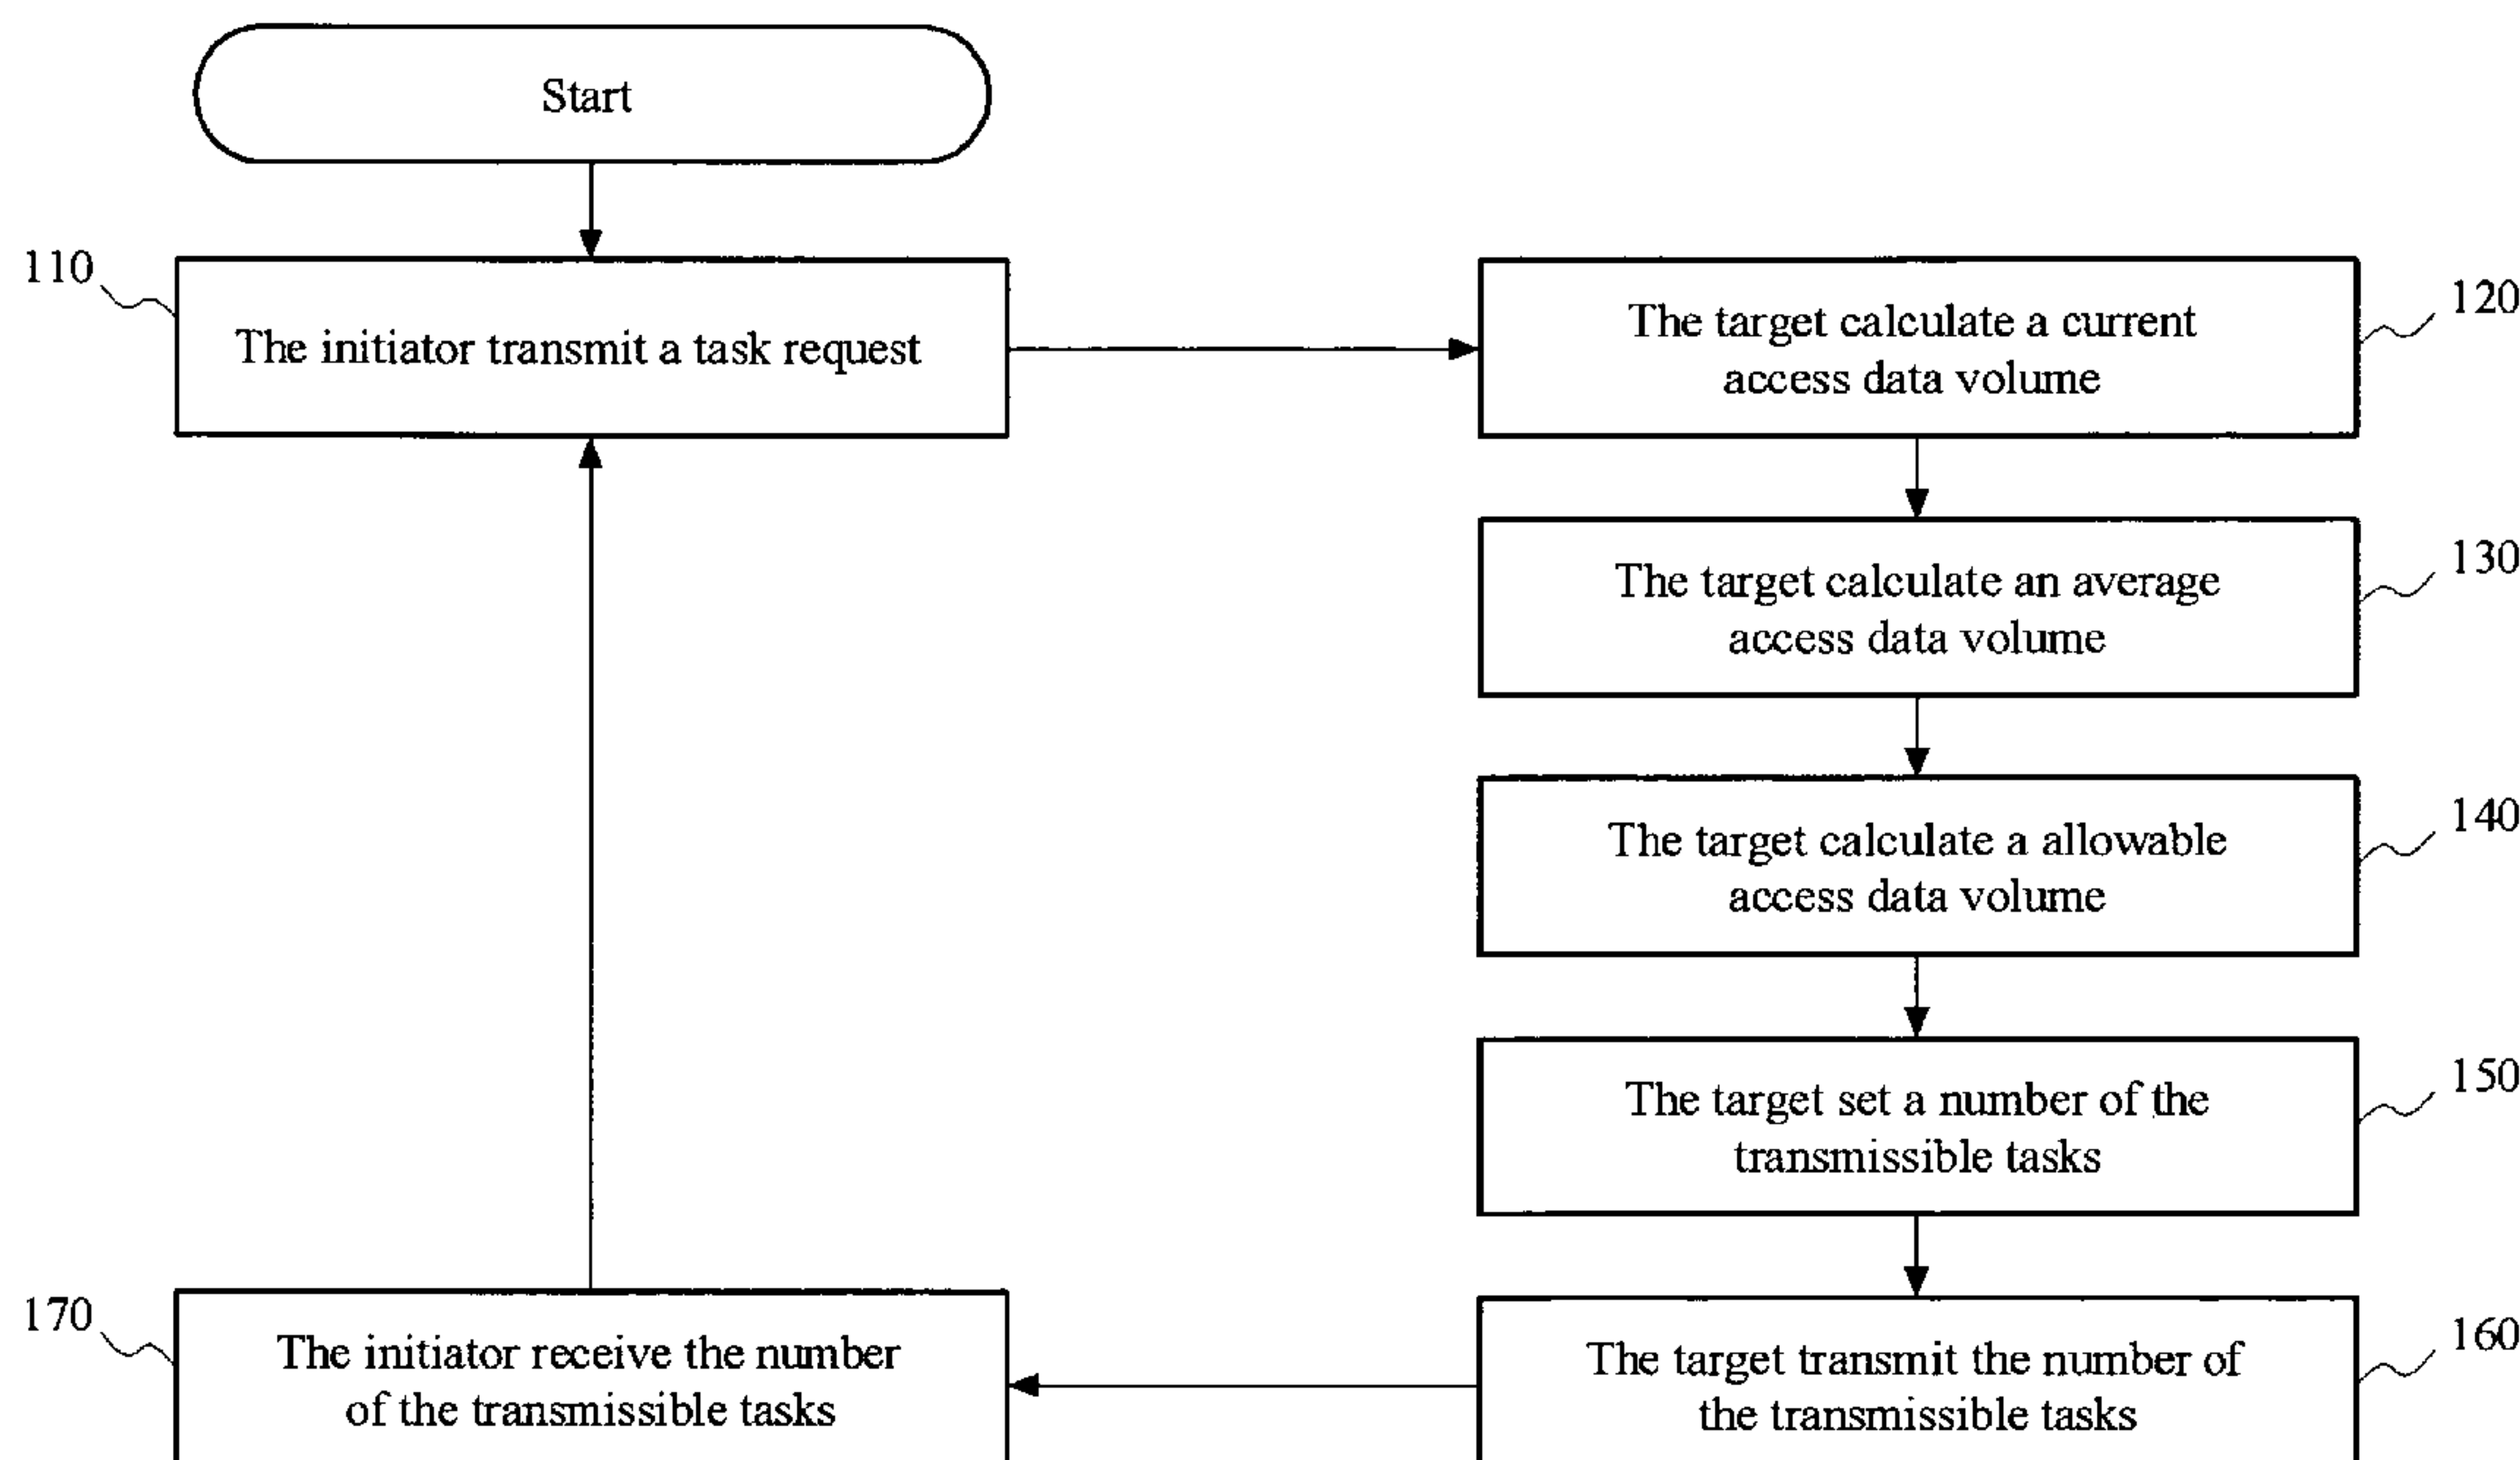 Start
110
The initiator transmit a task request
120
The target calculate a current
access data volume
130
The target calculate an average
access data volume
140
The target calculate a allowable
access data volume
150
The target set a number of the
transmissible tasks
160
The target transmit the number of
the transmissible tasks
170
The initiator receive the number
of the transmissible tasks